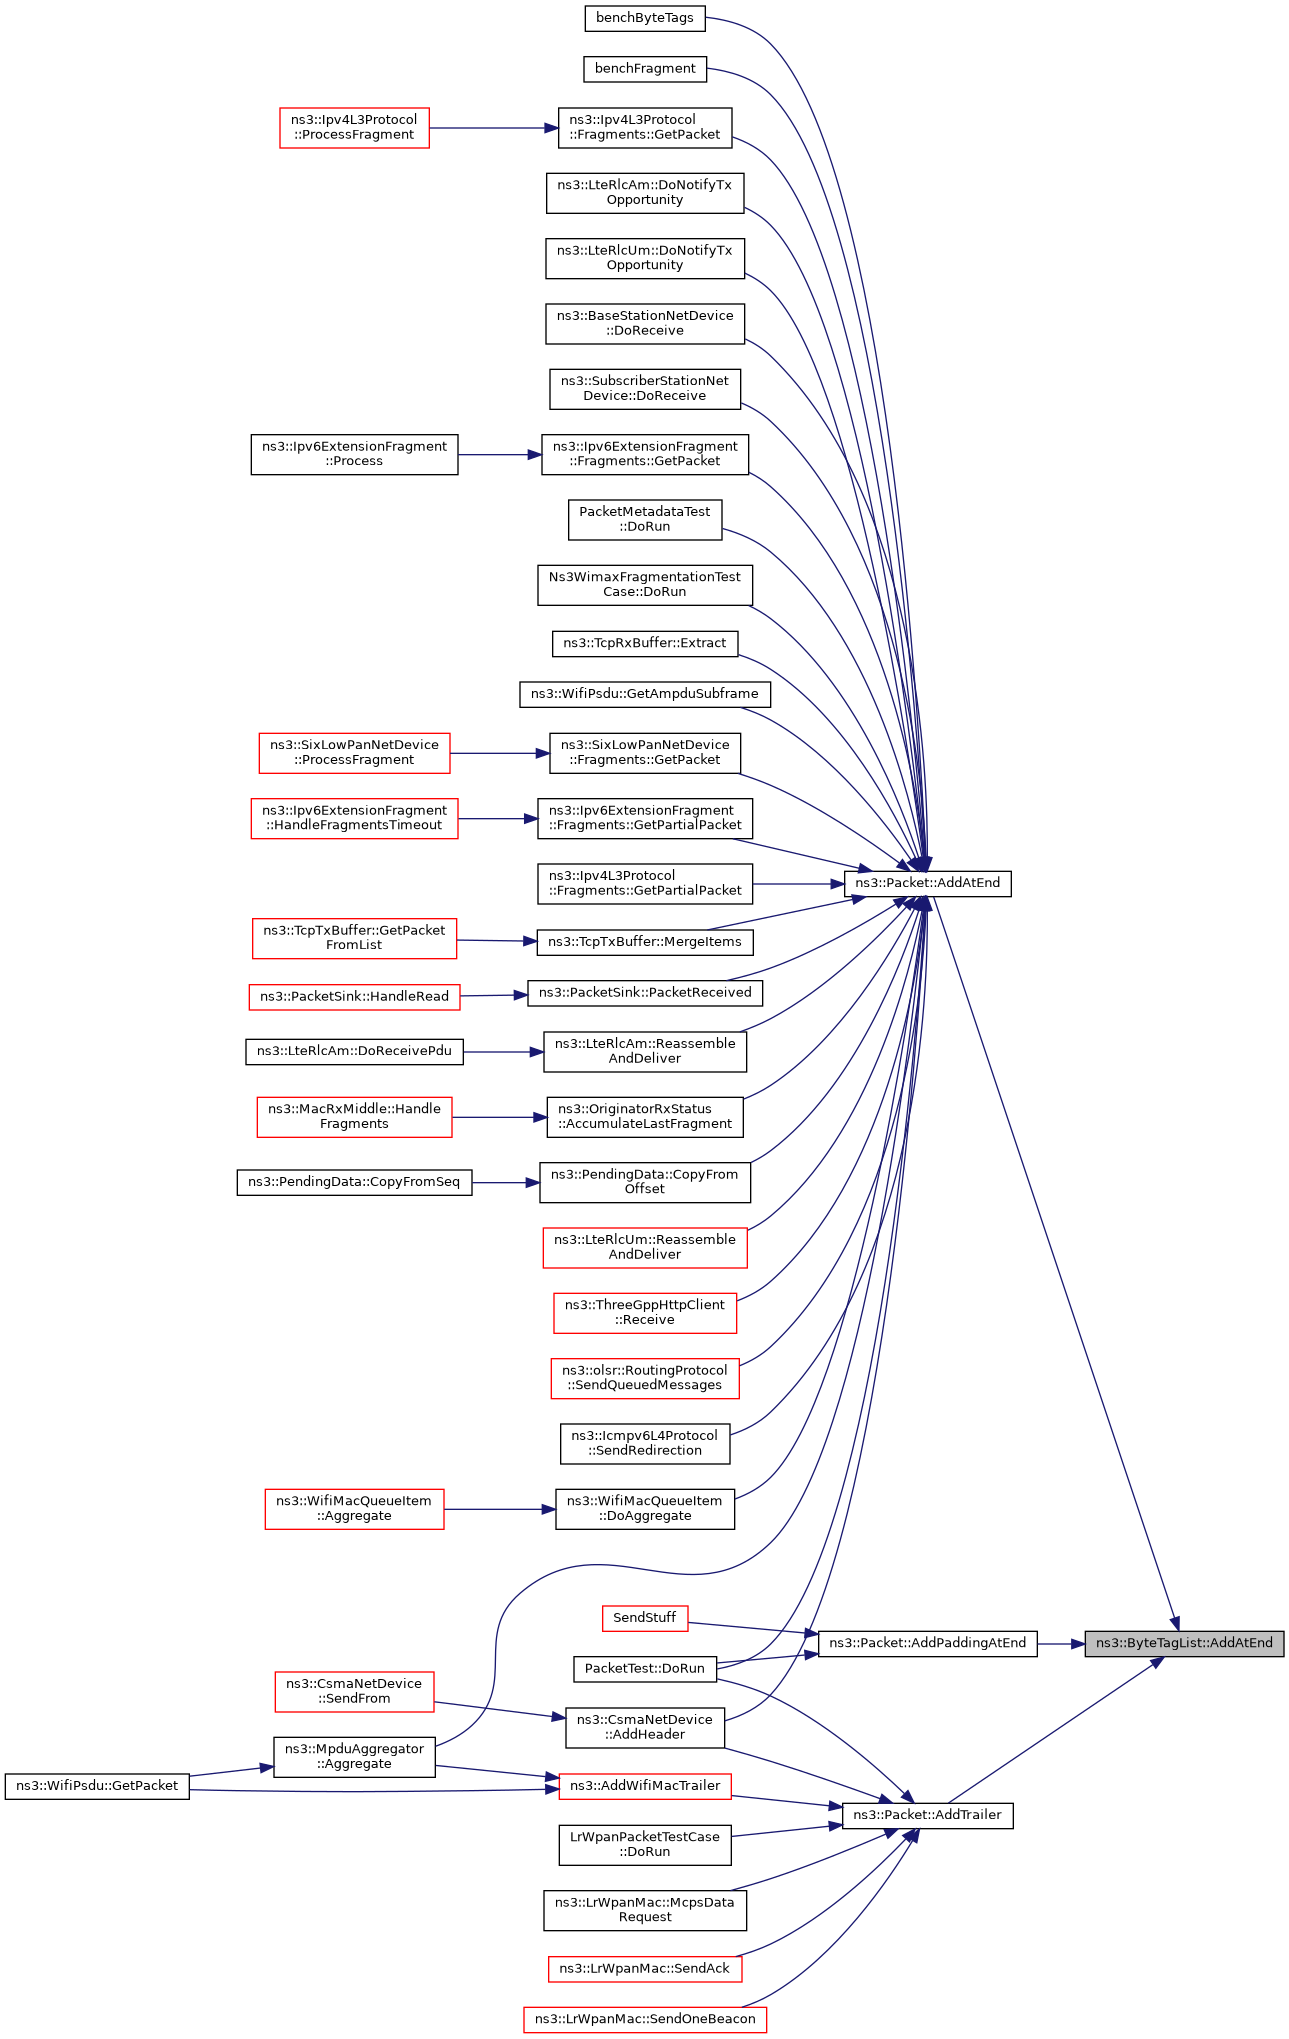 benchByteTags
benchFragment
ns3::Ipv4L3Protocol
::ProcessFragment
ns3::Ipv4L3Protocol
::Fragments::GetPacket
ns3::LteRlcAm::DoNotifyTx
Opportunity
ns3::LteRlcUm::DoNotifyTx
Opportunity
ns3::BaseStationNetDevice
::DoReceive
ns3::SubscriberStationNet
Device::DoReceive
ns3::Ipv6ExtensionFragment
::Process
ns3::Ipv6ExtensionFragment
::Fragments::GetPacket
PacketMetadataTest
::DoRun
Ns3WimaxFragmentationTest
Case::DoRun
ns3::TcpRxBuffer::Extract
ns3::WifiPsdu::GetAmpduSubframe
ns3::SixLowPanNetDevice
::ProcessFragment
ns3::SixLowPanNetDevice
::Fragments::GetPacket
ns3::Ipv6ExtensionFragment
::HandleFragmentsTimeout
ns3::Ipv6ExtensionFragment
::Fragments::GetPartialPacket
ns3::Ipv4L3Protocol
::Fragments::GetPartialPacket
ns3::Packet::AddAtEnd
ns3::TcpTxBuffer::GetPacket
FromList
ns3::TcpTxBuffer::MergeItems
ns3::PacketSink::HandleRead
ns3::PacketSink::PacketReceived
ns3::LteRlcAm::DoReceivePdu
ns3::LteRlcAm::Reassemble
AndDeliver
ns3::MacRxMiddle::Handle
Fragments
ns3::OriginatorRxStatus
::AccumulateLastFragment
ns3::PendingData::CopyFromSeq
ns3::PendingData::CopyFrom
Offset
ns3::LteRlcUm::Reassemble
AndDeliver
ns3::ThreeGppHttpClient
::Receive
ns3::olsr::RoutingProtocol
::SendQueuedMessages
ns3::Icmpv6L4Protocol
::SendRedirection
ns3::WifiMacQueueItem
::Aggregate
ns3::WifiMacQueueItem
::DoAggregate
SendStuff
ns3::Packet::AddPaddingAtEnd
ns3::ByteTagList::AddAtEnd
PacketTest::DoRun
ns3::CsmaNetDevice
::SendFrom
ns3::CsmaNetDevice
::AddHeader
ns3::MpduAggregator
::Aggregate
ns3::WifiPsdu::GetPacket
ns3::AddWifiMacTrailer
ns3::Packet::AddTrailer
LrWpanPacketTestCase
::DoRun
ns3::LrWpanMac::McpsData
Request
ns3::LrWpanMac::SendAck
ns3::LrWpanMac::SendOneBeacon